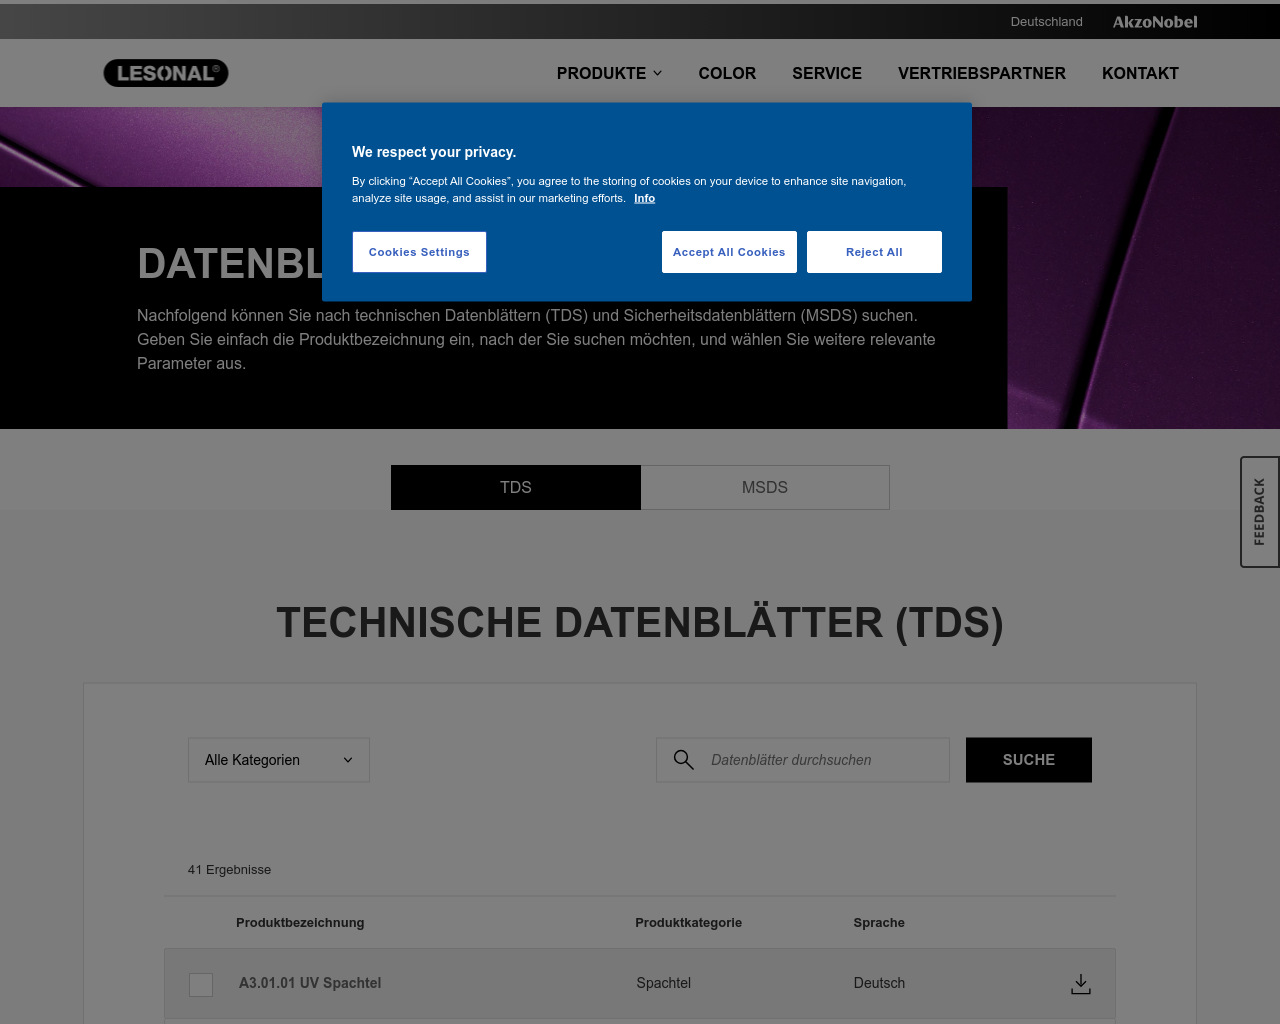 Deutschland AkzoNobel
LESONAL®
PRODUKTE COLOR SERVICE VERTRIEBSPARTNER KONTAKT
We respect your privacy.
By clicking “Accept All Cookies”, you agree to the storing of cookies on your device to enhance site navigation,
analyze site usage, and assist in our marketing efforts. Info
Cookies Settings Accept All Cookies Reject All
DATENBL
Nachfolgend können Sie nach technischen Datenblättern (TDS) und Sicherheitsdatenblättern (MSDS) suchen.
Geben Sie einfach die Produktbezeichnung ein, nach der Sie suchen möchten, und wählen Sie weitere relevante
Parameter aus.
TDS MSDS
FEEDBACK
TECHNISCHE DATENBLÄTTER (TDS)
Alle Kategorien Datenblätter durchsuchen SUCHE
41 Ergebnisse
Produktbezeichnung Produktkategorie Sprache
A3.01.01 UV Spachtel Spachtel Deutsch